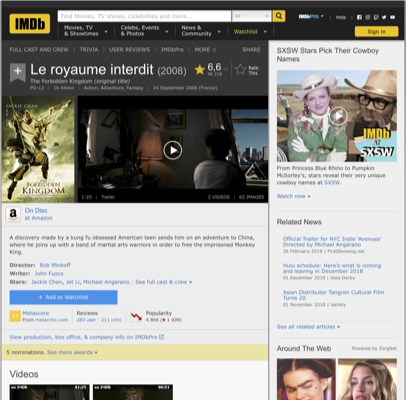 IMDb
Find Movies, TV shows, Celebrities and more...
All
Movies, TV & Showtimes
Celebs, Events & Photos
News & Community
Watchlist
IMDbPro
Help
Sign in
FULL CAST AND CREW | TRIVIA | USER REVIEWS | IMDbPro | MORE
SHARE
Le royaume interdit (2008)
The Forbidden Kingdom (original title)
PG-13 | 1h 44min | Action, Adventure, Fantasy | 24 September 2008 (France)
6,6
Rate This
JACKIE CHAN
FORBIDDEN KINGDOM
1:25 | Trailer
2 VIDEOS | 62 IMAGES
On Disc
at Amazon
A discovery made by a kung fu obsessed American teen sends him on an adventure to China,
where he joins up with a band of martial arts warriors in order to free the imprisoned Monkey
King.
Director: Rob Minkoff
Writer: John Fusco
Stars: Jackie Chan, Jet Li, Michael Angarano | See full cast & crew »
+ Add to Watchlist
Metascore
From metacritic.com
Reviews
283 user · 211 critic
Popularity
4 866 (1 439)
View production, box office, & company info on IMDbPro
5 nominations. See more awards »
Videos
SXSW Stars Pick Their Cowboy
Names
IMDb
at
SXSW
From Princess Blue Rhino to Pumpkin
McSorley's, stars reveal their very unique
cowboy names at SXSW.
Watch now »
Related News
Official Trailer for NYC Indie 'Avenues'
Directed by Michael Angarano
26 February 2019 | FirstShowing.net
Hulu schedule: Here's what is coming
and leaving in December 2018
01 December 2018 | Gold Derby
Asian Distributor Tangren Cultural Film
Turns 20
01 November 2018 | Variety
See all related articles »
Around The Web
Powered by ZergNet